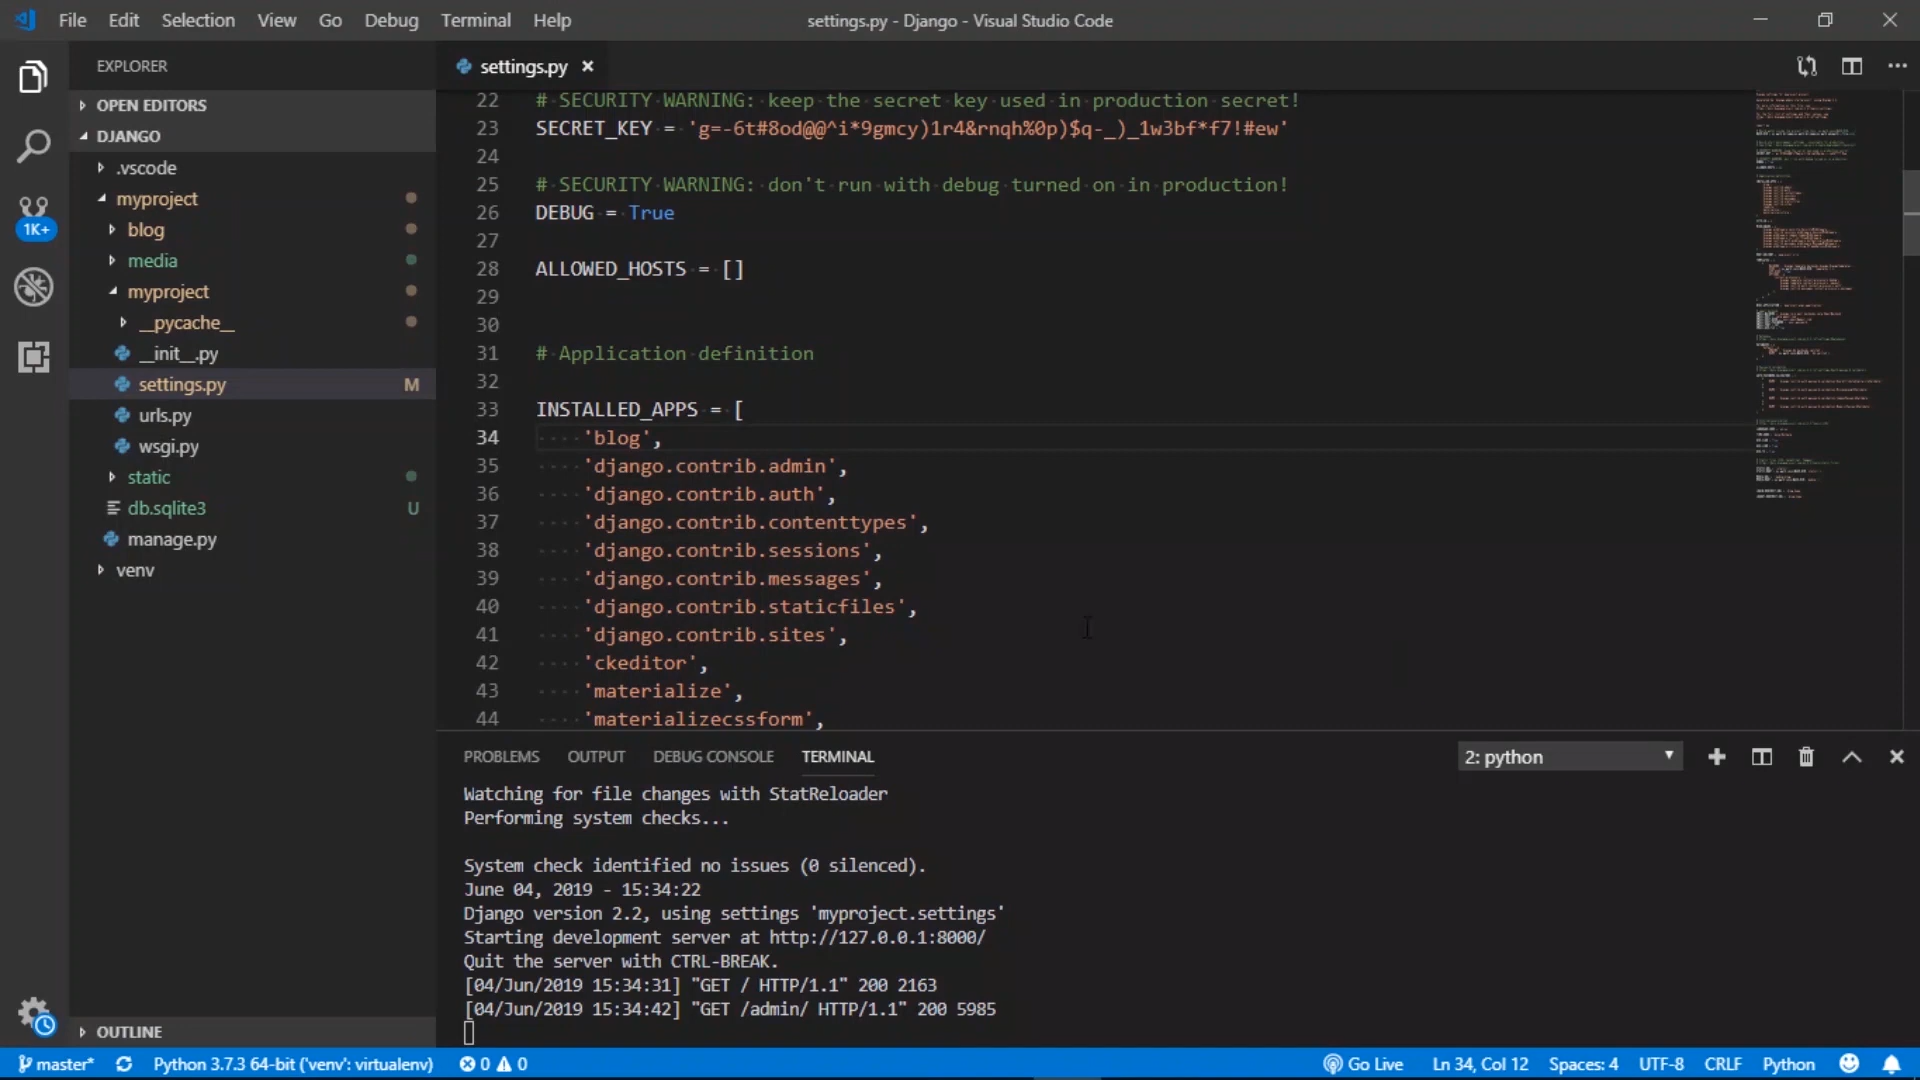 File Edit Selection View Go Debug Terminal Help
settings.py - Django - Visual Studio Code
EXPLORER
OPEN EDITORS
DJANGO
.vscode
myproject
blog
media
myproject
__pycache__
__init__.py
settings.py M
urls.py
wsgi.py
static
db.sqlite3 U
manage.py
venv
OUTLINE
1K+
settings.py
22 # SECURITY WARNING: keep the secret key used in production secret!
23 SECRET_KEY = 'g=-6t#8od@@^i*9gmcy)1r4&rnqh%0p)$q-_)_1w3bf*f7!#ew'
24
25 # SECURITY WARNING: don't run with debug turned on in production!
26 DEBUG = True
27
28 ALLOWED_HOSTS = []
29
30
31 # Application definition
32
33 INSTALLED_APPS = [
34 'blog',
35 'django.contrib.admin',
36 'django.contrib.auth',
37 'django.contrib.contenttypes',
38 'django.contrib.sessions',
39 'django.contrib.messages',
40 'django.contrib.staticfiles',
41 'django.contrib.sites',
42 'ckeditor',
43 'materialize',
44 'materializecssform',
PROBLEMS OUTPUT DEBUG CONSOLE TERMINAL 2: python
Watching for file changes with StatReloader
Performing system checks...
System check identified no issues (0 silenced).
June 04, 2019 - 15:34:22
Django version 2.2, using settings 'myproject.settings'
Starting development server at http://127.0.0.1:8000/
Quit the server with CTRL-BREAK.
[04/Jun/2019 15:34:31] "GET / HTTP/1.1" 200 2163
[04/Jun/2019 15:34:42] "GET /admin/ HTTP/1.1" 200 5985
master* Python 3.7.3 64-bit ('venv': virtualenv) 0 0 Go Live Ln 34, Col 12 Spaces: 4 UTF-8 CRLF Python